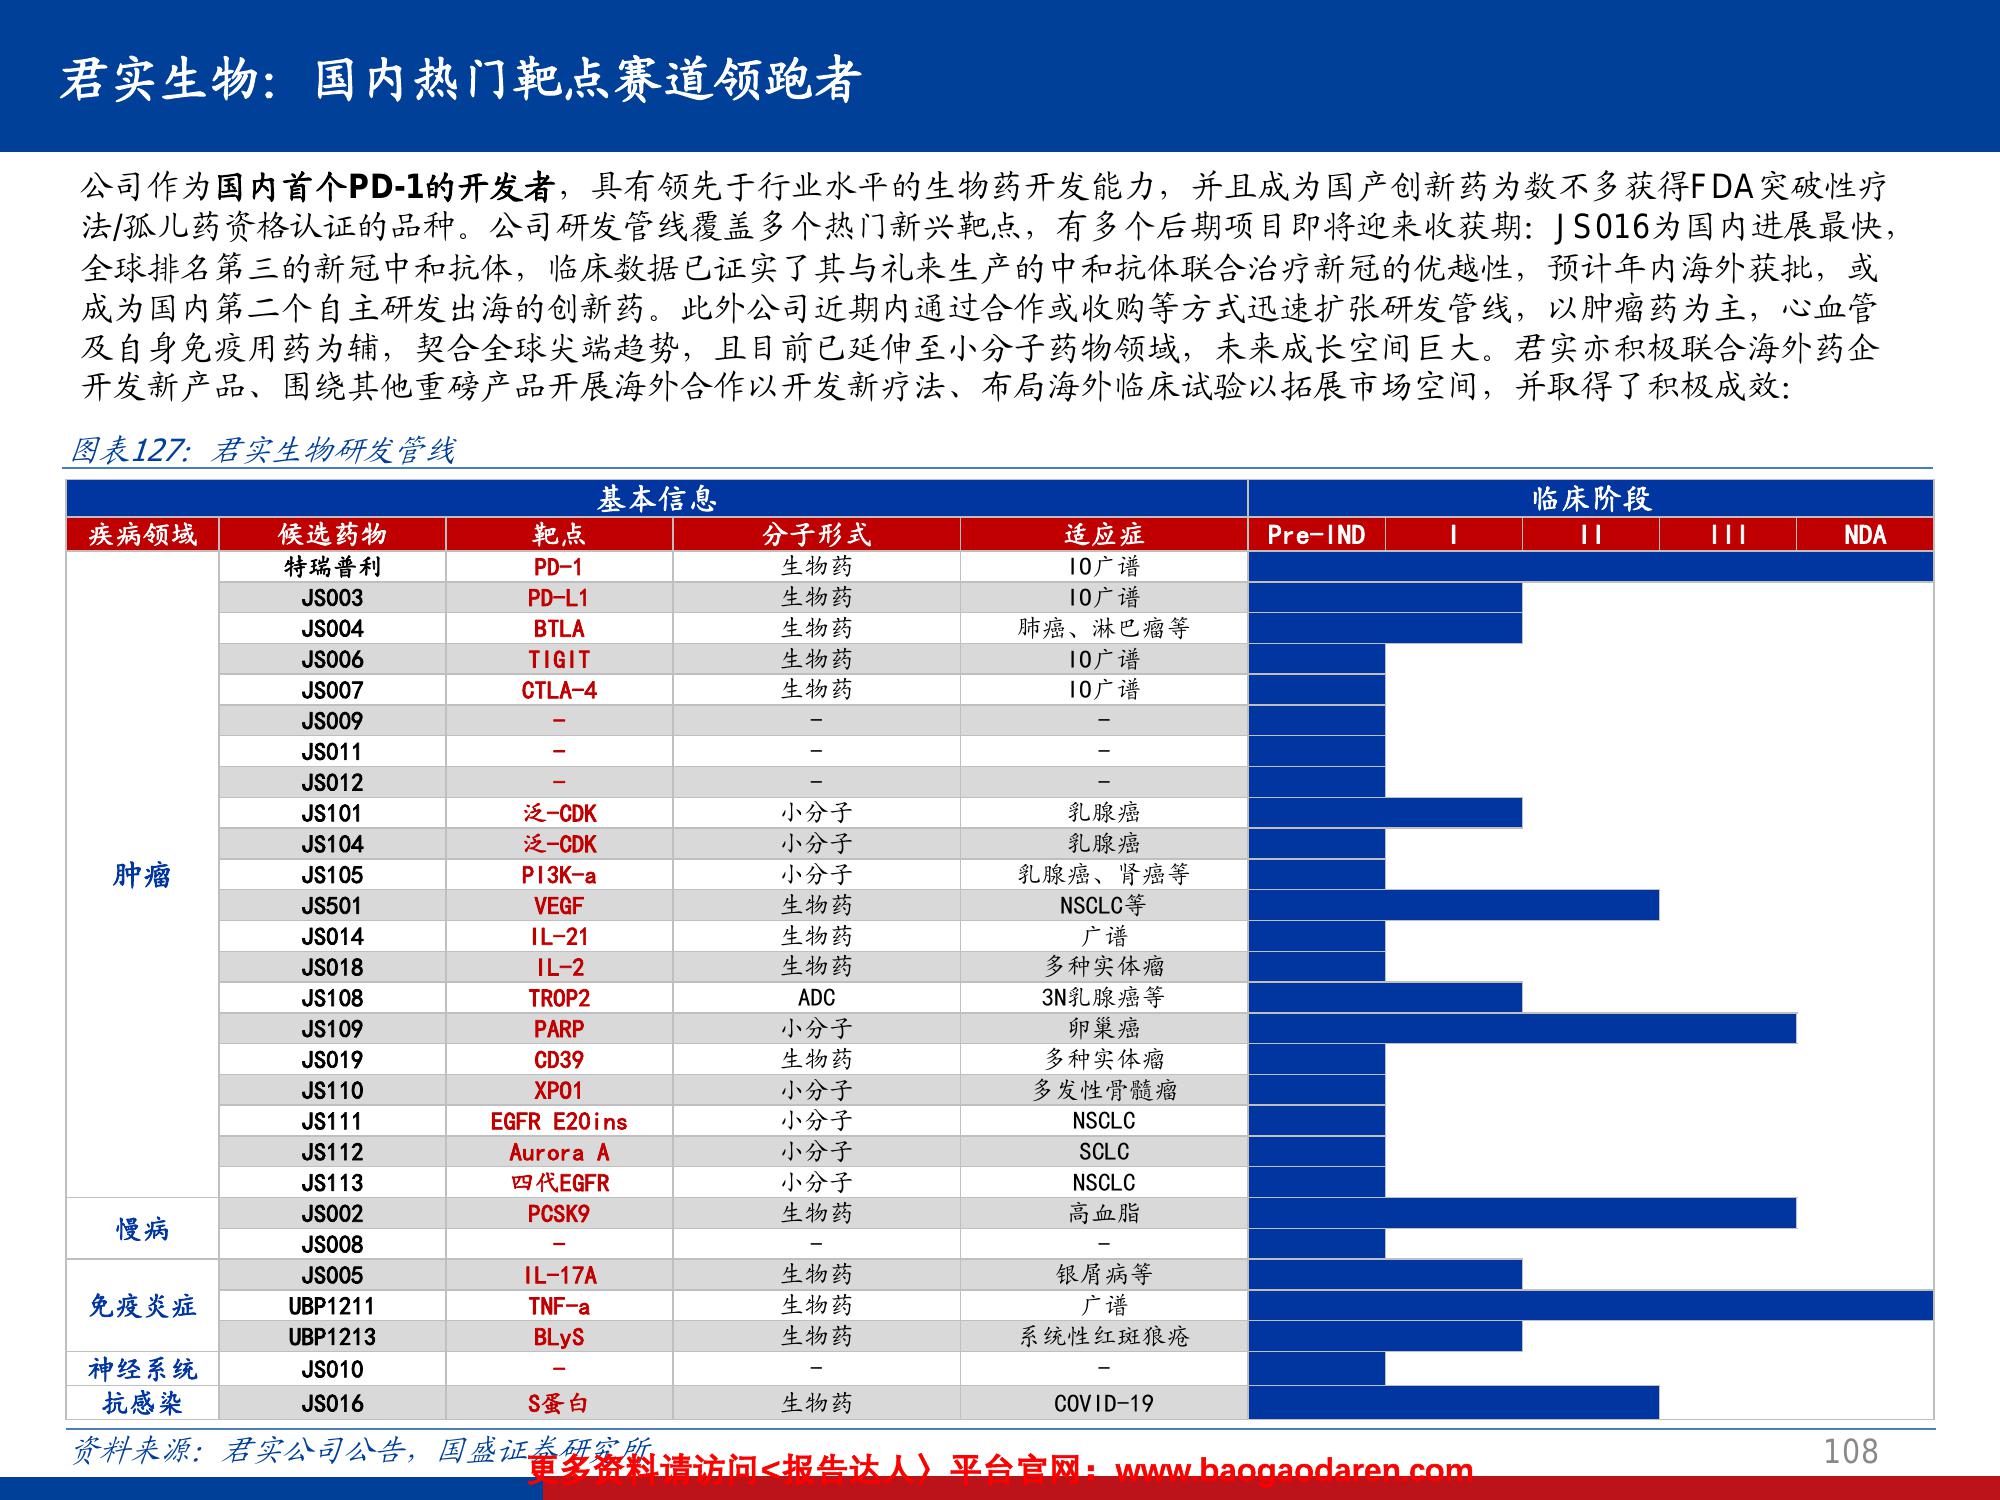 君实生物：国内热门靶点赛道领跑者
公司作为国内首个PD-1的开发者，具有领先于行业水平的生物药开发能力，并且成为国产创新药为数不多获得FDA突破性疗
法/孤儿药资格认证的品种。公司研发管线覆盖多个热门新兴靶点，有多个后期项目即将迎来收获期：JS016为国内进展最快，
全球排名第三的新冠中和抗体，临床数据已证实了其与礼来生产的中和抗体联合治疗新冠的优越性，预计年内海外获批，或
成为国内第二个自主研发出海的创新药。此外公司近期内通过合作或收购等方式迅速扩张研发管线，以肿瘤药为主，心血管
及自身免疫用药为辅，契合全球尖端趋势，且目前已延伸至小分子药物领域，未来成长空间巨大。君实亦积极联合海外药企
开发新产品、围绕其他重磅产品开展海外合作以开发新疗法、布局海外临床试验以拓展市场空间，并取得了积极成效：
图表127：君实生物研发管线
基本信息 临床阶段
疾病领域 候选药物 靶点 分子形式 适应症 Pre-IND I II III NDA
特瑞普利 PD-1 生物药 IO广谱
JS003 PD-L1 生物药 IO广谱
JS004 BTLA 生物药 肺癌、淋巴瘤等
JS006 TIGIT 生物药 IO广谱
JS007 CTLA-4 生物药 IO广谱
JS009 - - -
JS011 - - -
JS012 - - -
JS101 泛-CDK 小分子 乳腺癌
JS104 泛-CDK 小分子 乳腺癌
肿瘤 JS105 PI3K-a 小分子 乳腺癌、肾癌等
JS501 VEGF 生物药 NSCLC等
JS014 IL-21 生物药 广谱
JS018 IL-2 生物药 多种实体瘤
JS108 TROP2 ADC 3N乳腺癌等
JS109 PARP 小分子 卵巢癌
JS019 CD39 生物药 多种实体瘤
JS110 XPO1 小分子 多发性骨髓瘤
JS111 EGFR E20ins 小分子 NSCLC
JS112 Aurora A 小分子 SCLC
JS113 四代EGFR 小分子 NSCLC
慢病 JS002 PCSK9 生物药 高血脂
JS008 - - -
JS005 IL-17A 生物药 银屑病等
免疫炎症 UBP1211 TNF-a 生物药 广谱
UBP1213 BLyS 生物药 系统性红斑狼疮
神经系统 JS010 - - -
抗感染 JS016 S蛋白 生物药 COVID-19
资料来源：君实公司公告，国盛证券研究所
108
更多资料请访问<报告达人〉平台官网：www.baogaodaren.com